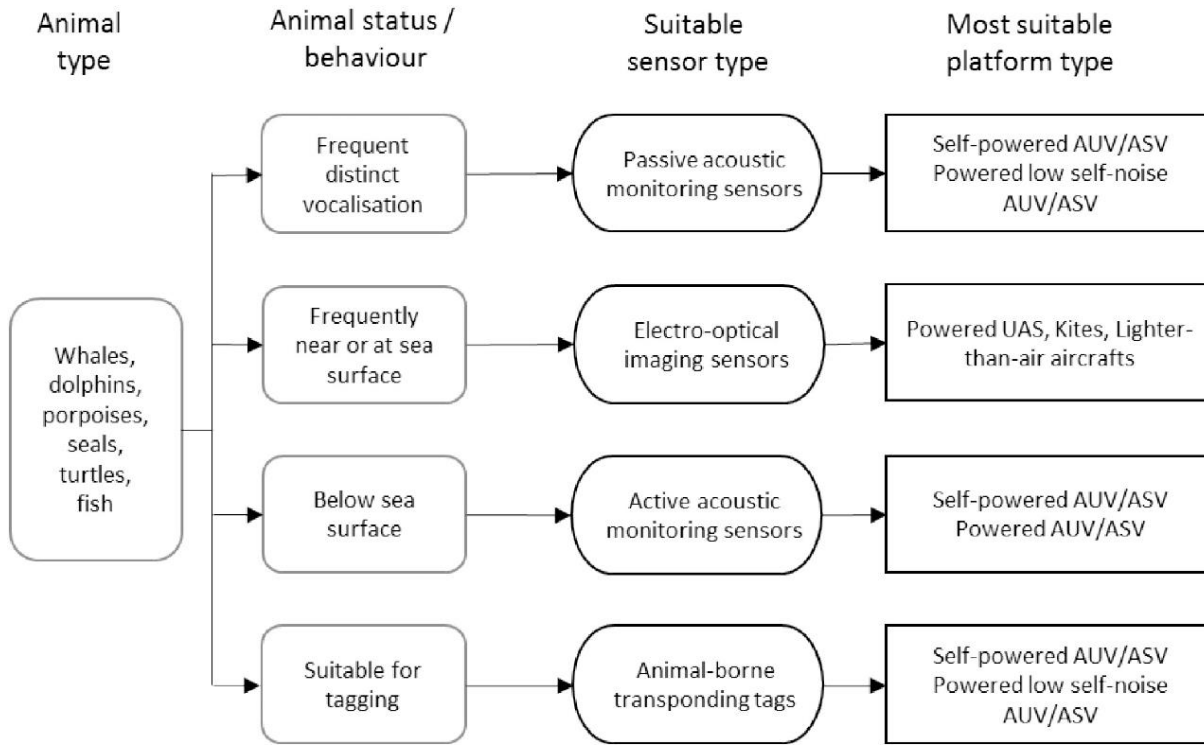 Animal
type
Animal status /
behaviour
Suitable
sensor type
Most suitable
platform type
Whales,
dolphins,
porpoises,
seals,
turtles,
fish
Frequent
distinct
vocalisation
Passive acoustic
monitoring sensors
Self-powered AUV/ASV
Powered low self-noise
AUV/ASV
Frequently
near or at sea
surface
Electro-optical
imaging sensors
Powered UAS, Kites, Lighter-
than-air aircrafts
Below sea
surface
Active acoustic
monitoring sensors
Self-powered AUV/ASV
Powered AUV/ASV
Suitable for
tagging
Animal-borne
transponding tags
Self-powered AUV/ASV
Powered low self-noise
AUV/ASV